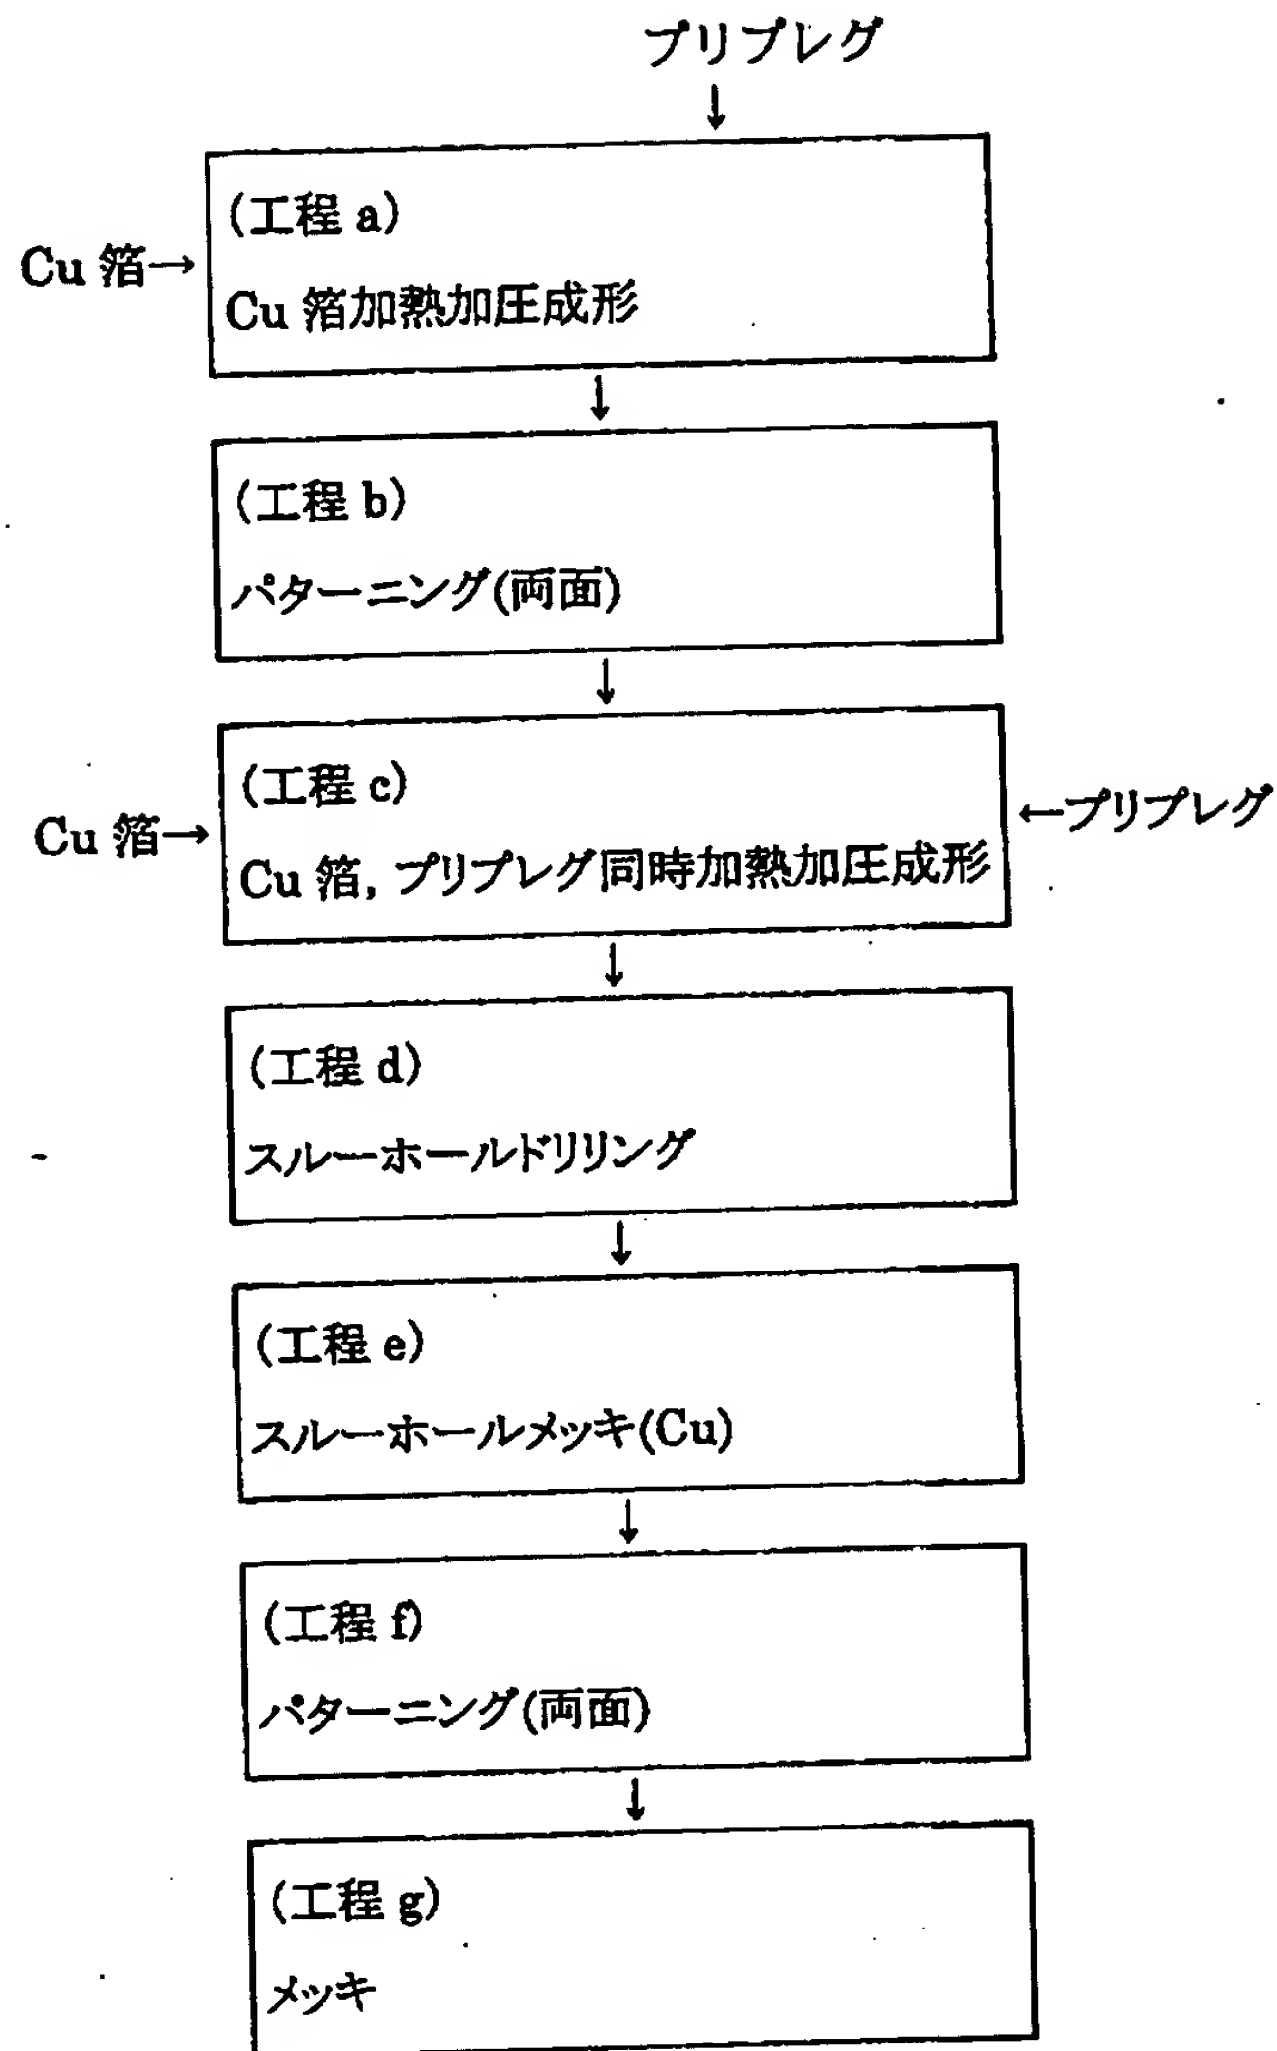 プリプレグ
↓
(工程 a)
Cu 箔→
Cu 箔加熱加圧成形
↓
(工程 b)
パターニング(両面)
↓
(工程 c)
Cu 箔→
←プリプレグ
Cu 箔, プリプレグ同時加熱加圧成形
↓
(工程 d)
スルーホールドリリング
↓
(工程 e)
スルーホールメッキ(Cu)
↓
(工程 f)
パターニング(両面)
↓
(工程 g)
メッキ